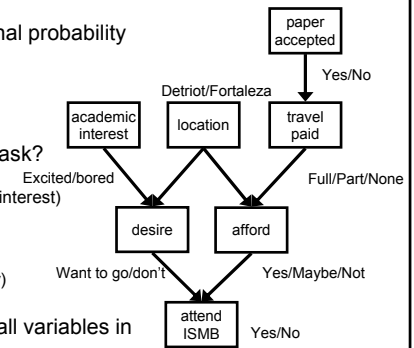 nal probability
paper
accepted
Yes/No
Detriot/Fortaleza
academic
interest
location
travel
paid
ask?
Excited/bored
interest)
Full/Part/None
desire
afford
Want to go/don't
Yes/Maybe/Not
)
all variables in
attend
ISMB
Yes/No